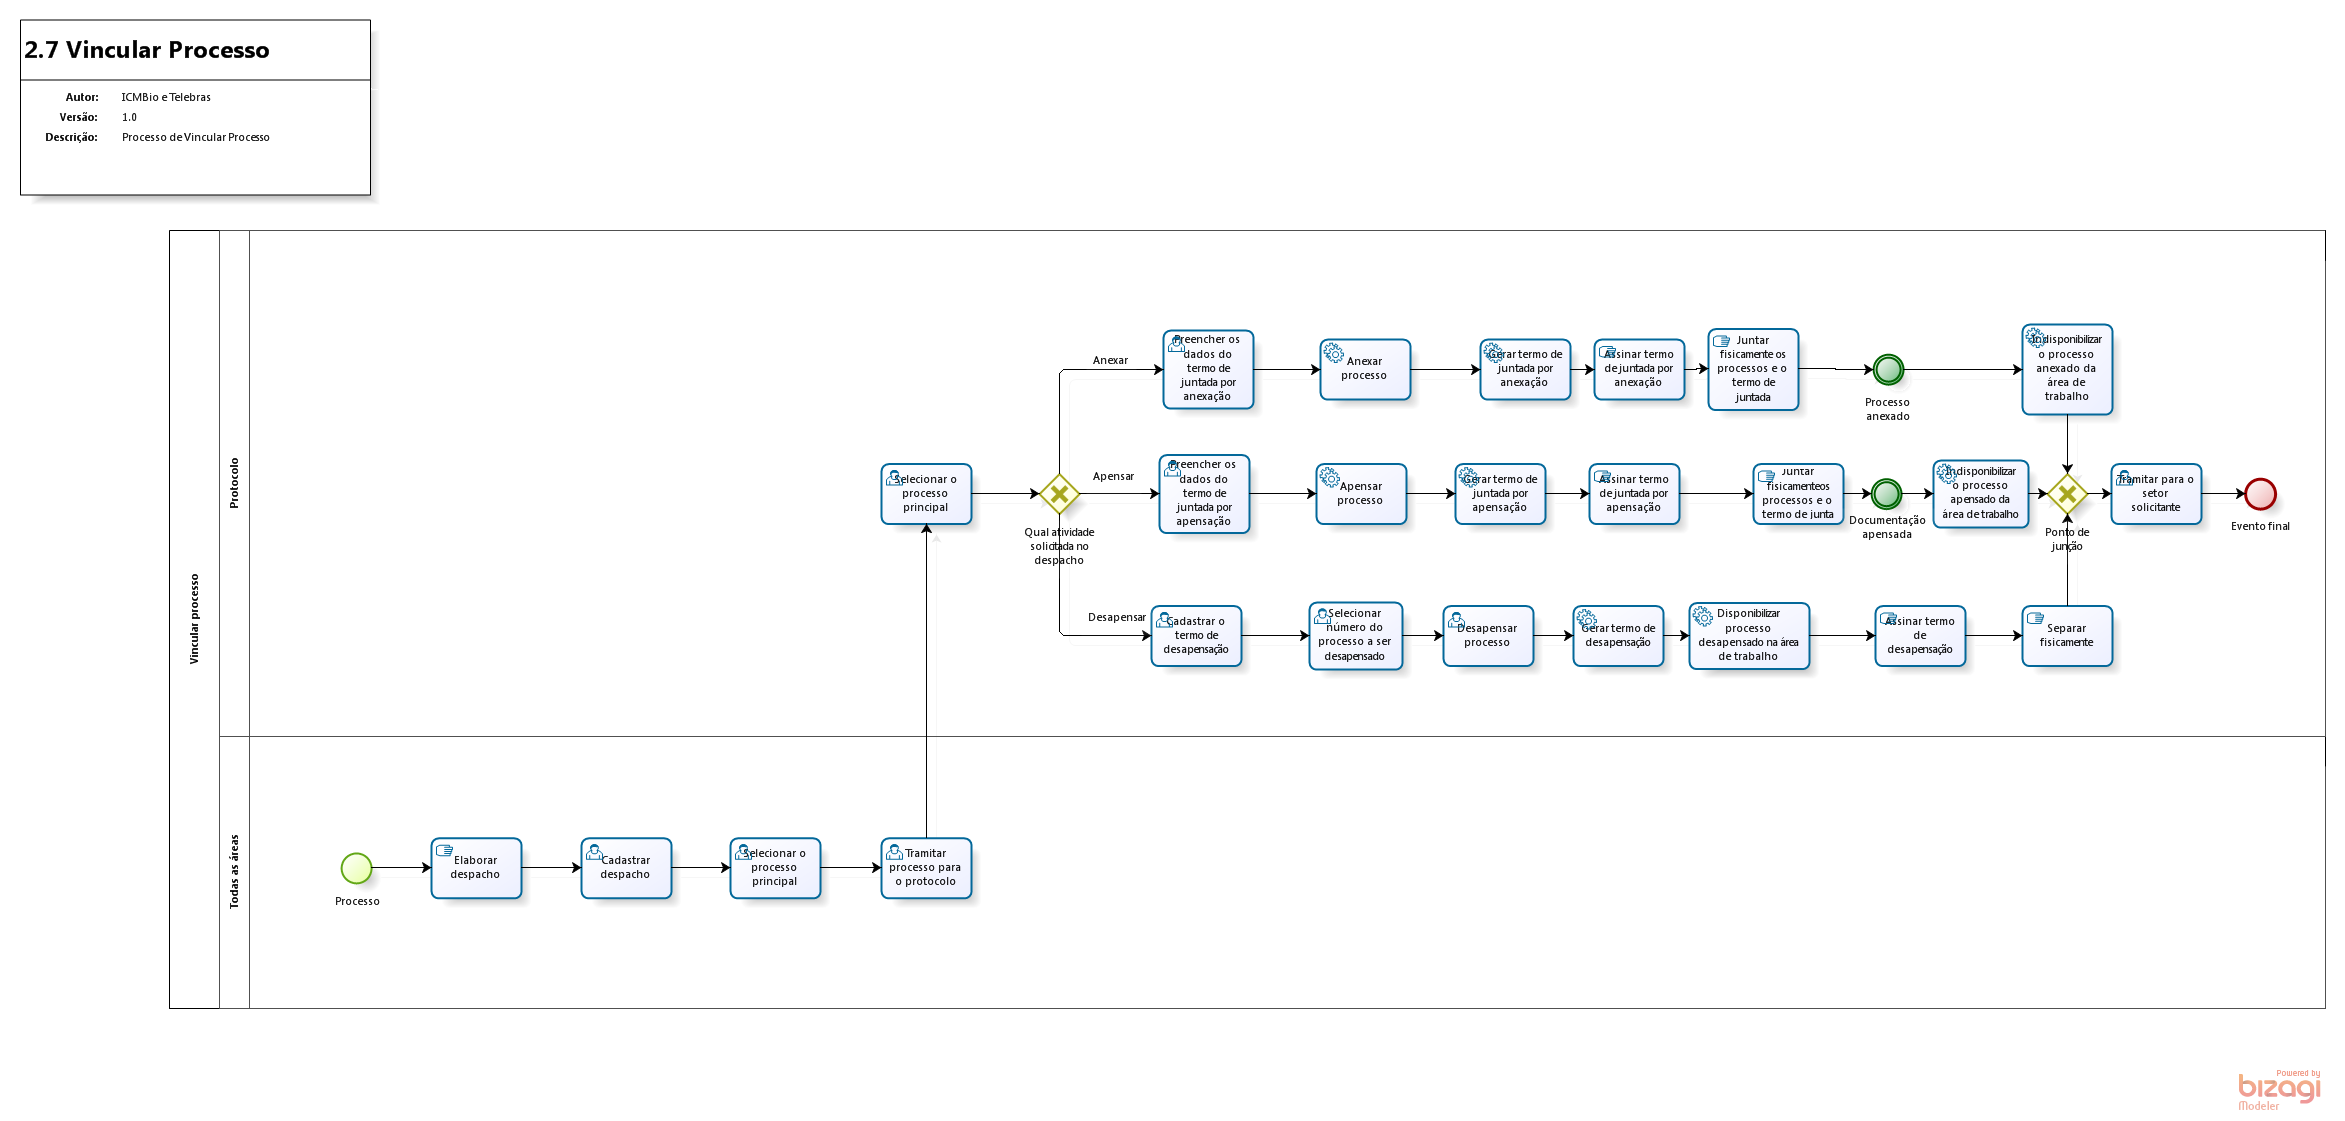 2.7 Vincular Processo
Autor: ICMBio e Telebras
Versão: 1.0
Descrição: Processo de Vincular Processo
Vincular processo
Protocolo
Anexar
Preencher os
dados do
termo de
juntada por
anexação
Anexar
processo
Gerar termo de
juntada por
anexação
Assinar termo
de juntada por
anexação
Juntar
fisicamente os
processos e o
termo de
juntada
Processo
anexado
Indisponibilizar
o processo
anexado da
área de
trabalho
Selecionar o
processo
principal
Qual atividade
solicitada no
despacho
Apensar
Preencher os
dados do
termo de
juntada por
apensação
Apensar
processo
Gerar termo de
juntada por
apensação
Assinar termo
de juntada por
apensação
Juntar
fisicamenteos
processos e o
termo de junta
Documentação
apensada
Indisponibilizar
o processo
apensado da
área de trabalho
Ponto de
junção
Tramitar para o
setor
solicitante
Evento final
Desapensar
Cadastrar o
termo de
desapensação
Selecionar
número do
processo a ser
desapensado
Desapensar
processo
Gerar termo de
desapensação
Disponibilizar
processo
desapensado na área
de trabalho
Assinar termo
de
desapensação
Separar
fisicamente
Todas as áreas
Processo
Elaborar
despacho
Cadastrar
despacho
Selecionar o
processo
principal
Tramitar
processo para
o protocolo
Powered by
bizagi
Modeler